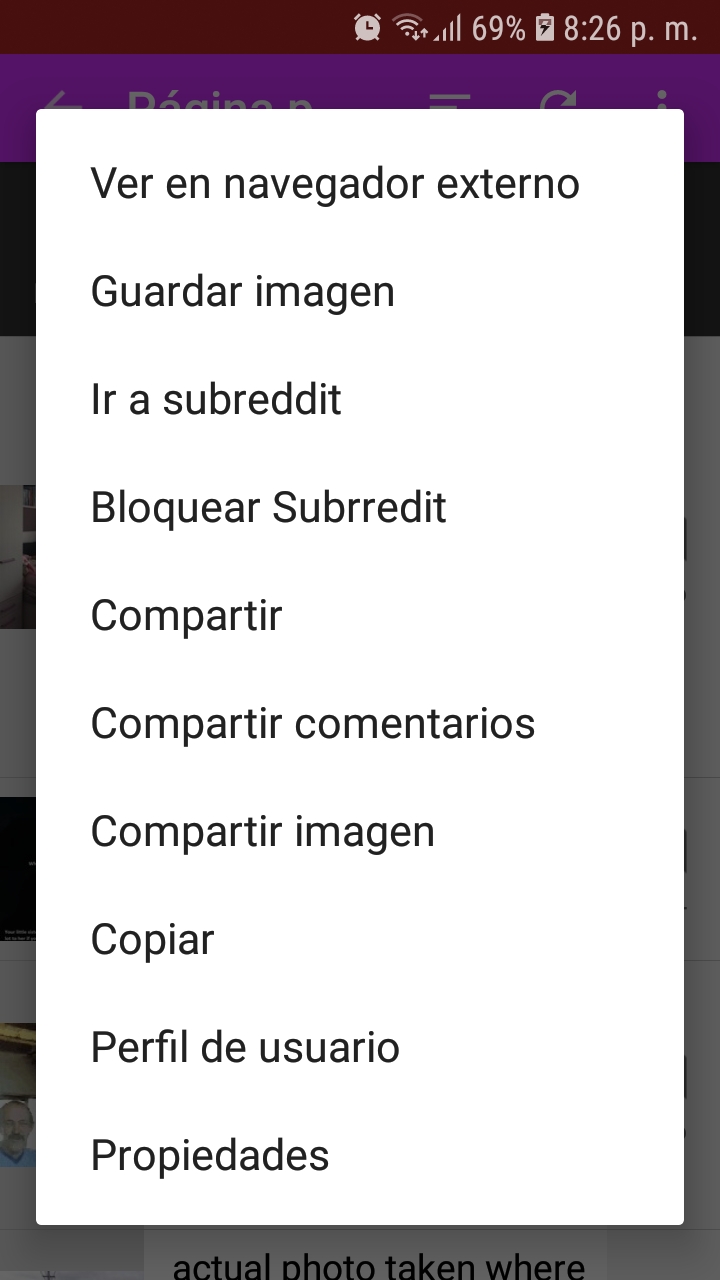 69% 8:26 p. m.
Página p
Ver en navegador externo
Guardar imagen
Ir a subreddit
Bloquear Subrredit
Compartir
Compartir comentarios
Compartir imagen
Copiar
Perfil de usuario
Propiedades
actual photo taken where